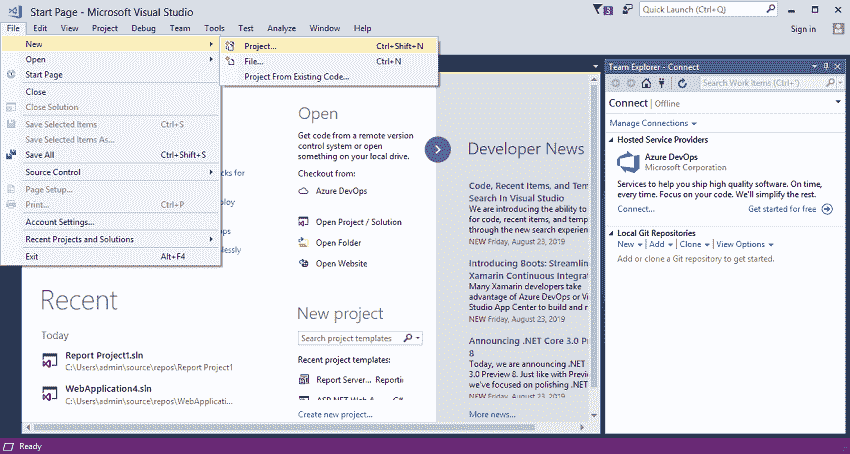 Start Page - Microsoft Visual Studio
3
Quick Launch (Ctrl+Q)
File Edit View Project Debug Team Tools Test Analyze Window Help
Sign in
New
Open
Start Page
Close
Close Solution
Save Selected Items Ctrl+S
Save Selected Items As...
Save All Ctrl+Shift+S
Source Control
Page Setup...
Print... Ctrl+P
Account Settings...
Recent Projects and Solutions
Exit Alt+F4
Project... Ctrl+Shift+N
File... Ctrl+N
Project From Existing Code...
Recent
Today
Report Project1.sln
C:\Users\admin\source\repos\Report Project1
WebApplication4.sln
C:\Users\admin\source\repos\WebApplicati...
Open
Get code from a remote version
control system or open
something on your local drive.
Checkout from:
Azure DevOps
Open Project / Solution
Open Folder
Open Website
New project
Search project templates
Recent project templates:
Report Server... Reportin
Create new project...
Developer News
Code, Recent Items, and Tem
Search In Visual Studio
We are introducing the ability to
for code, recent items, and temp
through the new search experien
NEW Friday, August 23, 2019
Introducing Boots: Streamlin
Xamarin Continuous Integrat
Many Xamarin developers take
advantage of Azure DevOps or Vi
Studio App Center to build and r
NEW Friday, August 23, 2019
Announcing .NET Core 3.0 Pre
8
Today, we are announcing .NET
3.0 Preview 8. Just like with Previe
we've focused on polishing .NET
NEW Friday, August 23, 2019
More news...
Team Explorer - Connect
Search Work Items (Ctrl+')
Connect Offline
Manage Connections
Hosted Service Providers
Azure DevOps
Microsoft Corporation
Services to help you ship high quality software. On time,
every time. Focus on your code. We'll simplify the rest.
Connect... Get started for free
Local Git Repositories
New Add Clone View Options
Add or clone a Git repository to get started.
Ready